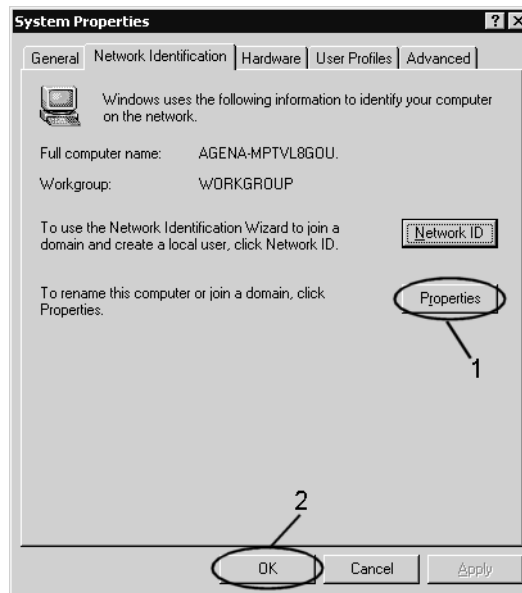 System Properties
General Network Identification Hardware User Profiles Advanced
Windows uses the following information to identify your computer
on the network.
Full computer name: AGENA-MPTVL8GOU.
Workgroup: WORKGROUP
To use the Network Identification Wizard to join a
domain and create a local user, click Network ID.
Network ID
To rename this computer or join a domain, click
Properties.
Properties
1
2
OK Cancel Apply